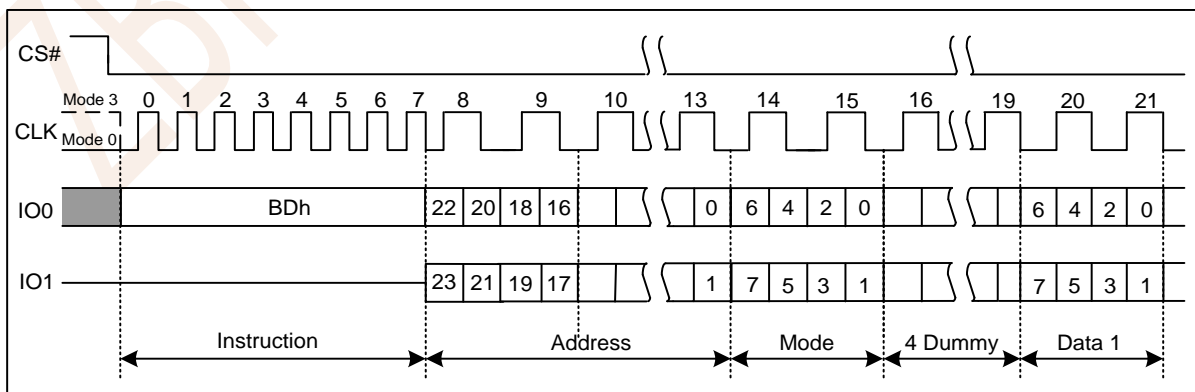 CS#
Mode 3 0 1 2 3 4 5 6 7 8 9 10 13 14 15 16 19 20 21
CLK
Mode 0
IO0 BDh 22 20 18 16 0 6 4 2 0 6 4 2 0
IO1 23 21 19 17 1 7 5 3 1 7 5 3 1
Instruction Address Mode 4 Dummy Data 1